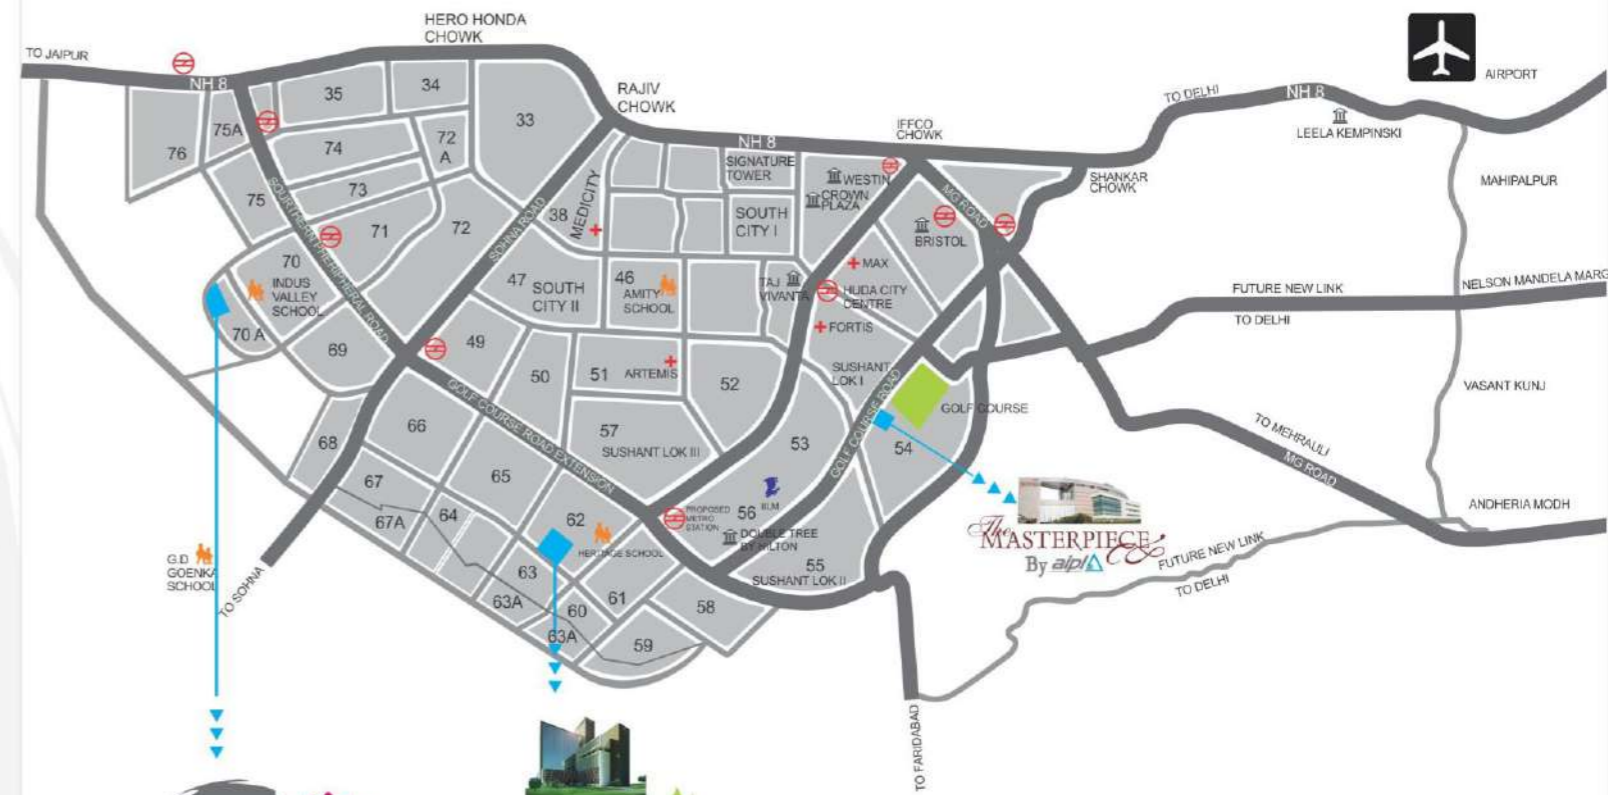 HERO HONDA
CHOWK
TO JAIPUR
NH 8
AIRPORT
RAJIV
CHOWK
TO DELHI
NH 8
LEELA KEMPINSKI
IFFCO
CHOWK
35
34
33
75A
76
74
72
A
NH 8
SIGNATURE
TOWER
WESTIN
CROWN
PLAZA
SHANKAR
CHOWK
MAHIPALPUR
73
75
SOURTHERN PHERIPHERAL ROAD
71
72
SOHNA ROAD
38
MEDICITY
SOUTH
CITY I
MG ROAD
BRISTOL
70
INDUS
VALLEY
SCHOOL
70 A
47
SOUTH
CITY II
46
AMITY
SCHOOL
TAJ
VIVANTA
MAX
HUDA CITY
CENTRE
FORTIS
FUTURE NEW LINK
TO DELHI
NELSON MANDELA MARG
69
49
50
51
ARTEMIS
52
SUSHANT
LOK I
GOLF COURSE ROAD
GOLF COURSE
VASANT KUNJ
GOLF COURSE ROAD EXTENSION
68
66
57
SUSHANT LOK III
53
54
TO MEHRAULI
MG ROAD
67
67A
64
65
62
HERITAGE SCHOOL
PROPOSED
METRO
STATION
56
DOUBLE TREE
BY HILTON
ANDHERIA MODH
The
MASTERPIECE
By aipl
FUTURE NEW LINK
TO DELHI
G.D
GOENKA
SCHOOL
TO SOHNA
63
63A
60
63A
61
58
59
55
SUSHANT LOK II
TO FARIDABAD